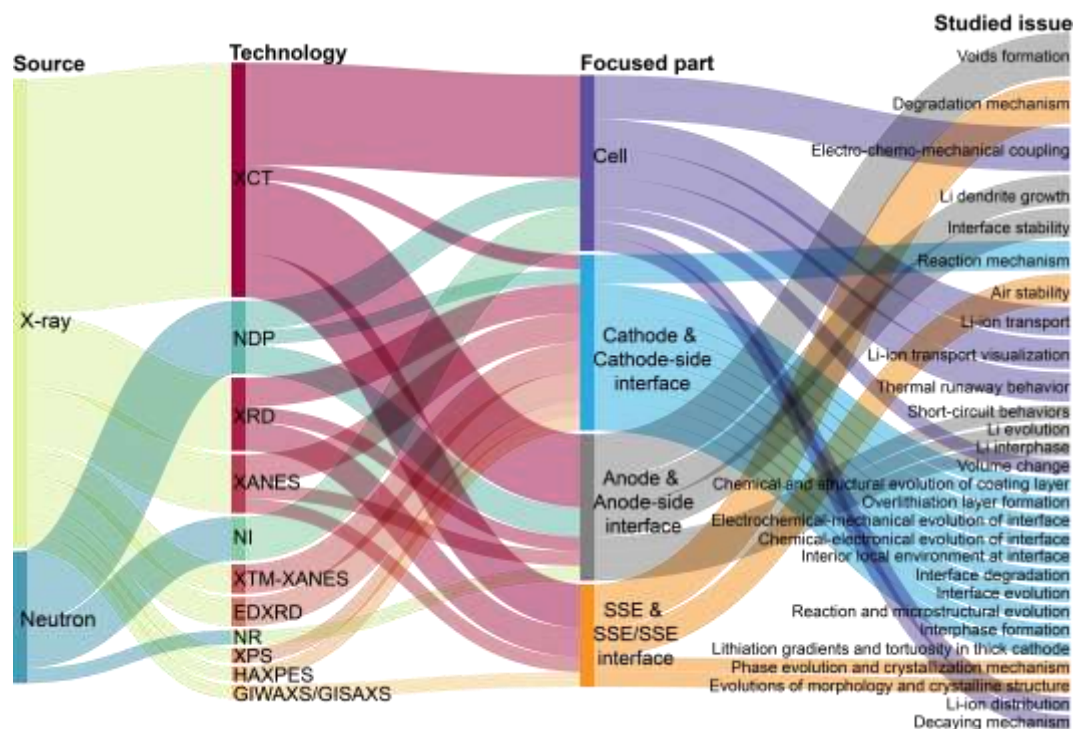 Source
Technology
Focused part
Studied issue
X-ray
Neutron
XCT
NDP
XRD
XANES
NI
XTM-XANES
EDXRD
NR
XPS
HAXPES
GIWAXS/GISAXS
Cell
Cathode &
Cathode-side
interface
Anode &
Anode-side
interface
SSE &
SSE/SSE
interface
Voids formation
Degradation mechanism
Electro-chemo-mechanical coupling
Li dendrite growth
Interface stability
Reaction mechanism
Air stability
Li-ion transport
Li-ion transport visualization
Thermal runaway behavior
Short-circuit behaviors
Li evolution
Li interphase
Volume change
Chemical and structural evolution of coating layer
Overlithiation layer formation
Electrochemical-mechanical evolution of interface
Chemical-electronical evolution of interface
Interior local environment at interface
Interface degradation
Interface evolution
Reaction and microstructural evolution
Interphase formation
Lithiation gradients and tortuosity in thick cathode
Phase evolution and crystallization mechanism
Evolutions of morphology and crystalline structure
Li-ion distribution
Decaying mechanism